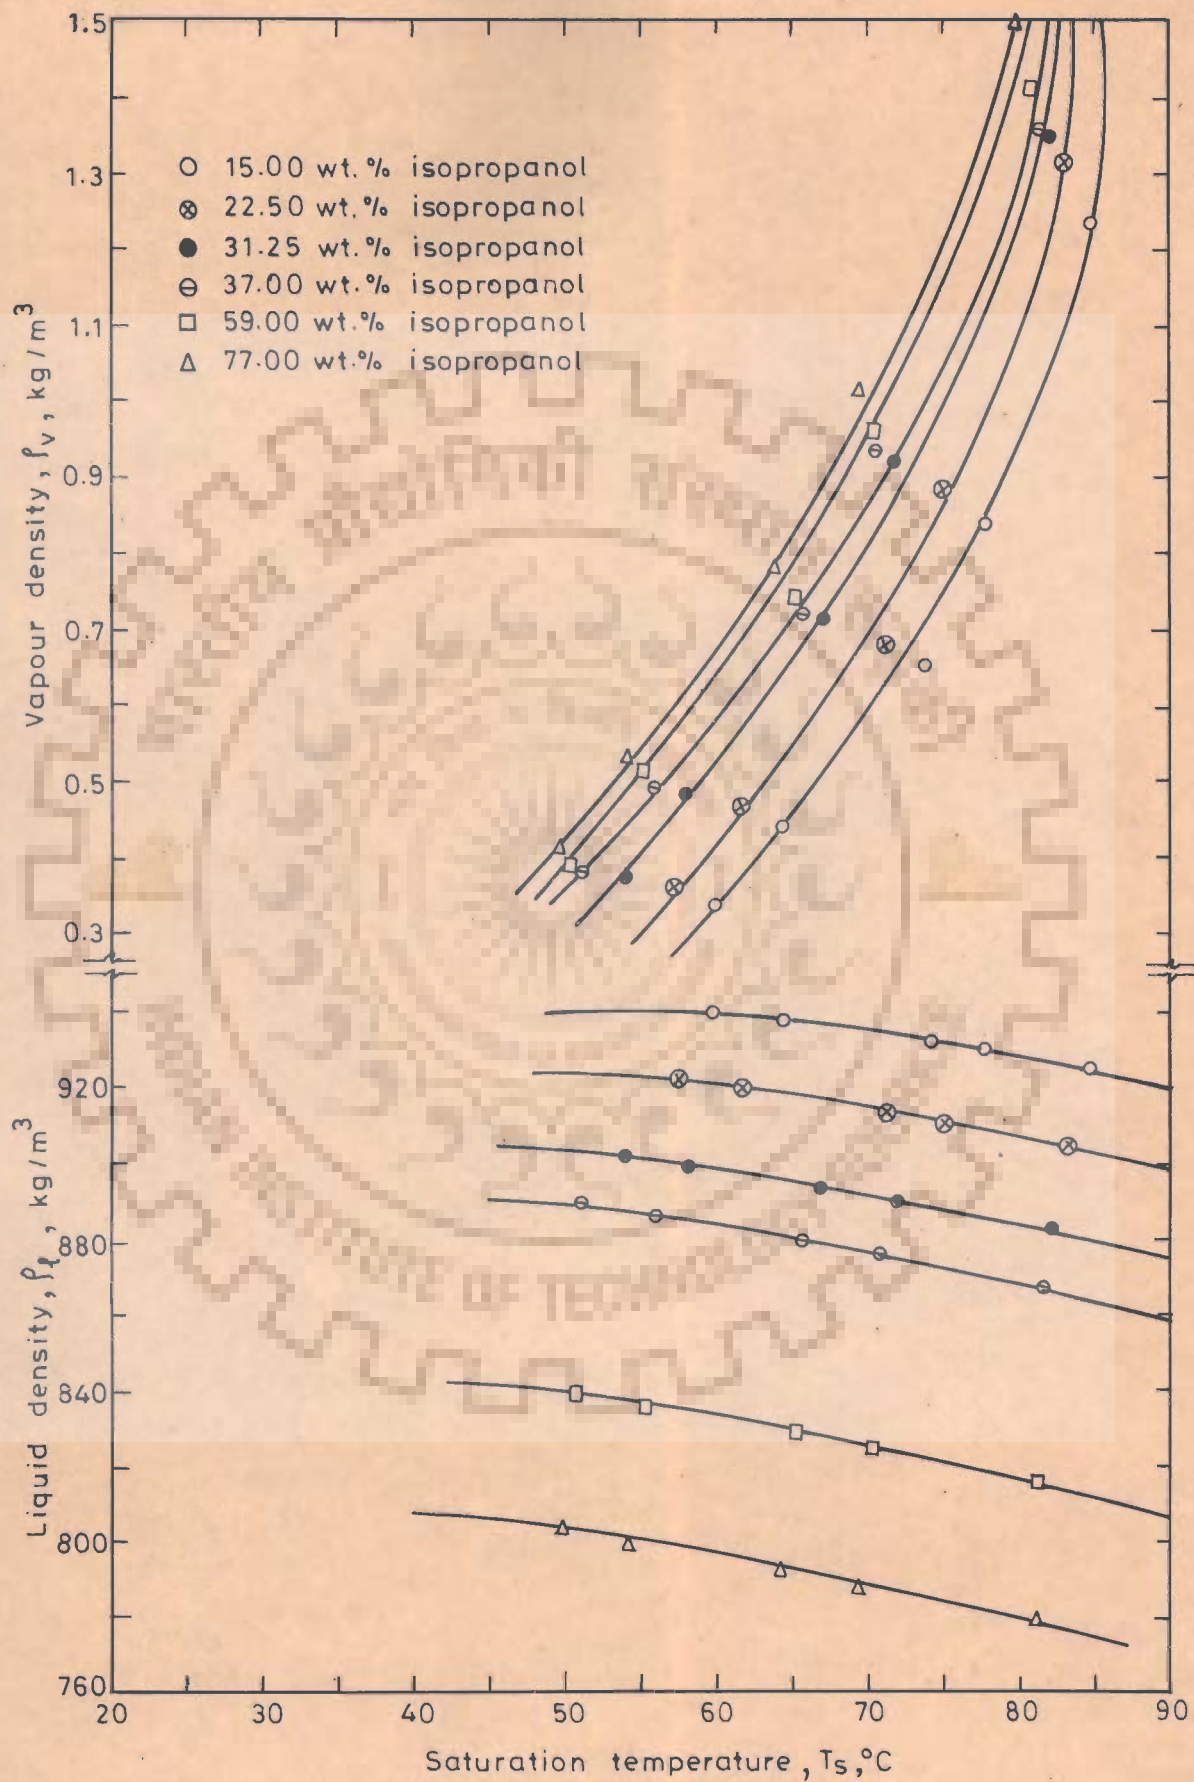 1.5
1.3
1.1
0.9
0.7
0.5
0.3
Vapour density, ρv, kg/m³
○ 15.00 wt.% isopropanol
⊗ 22.50 wt.% isopropanol
● 31.25 wt.% isopropanol
⊖ 37.00 wt.% isopropanol
□ 59.00 wt.% isopropanol
△ 77.00 wt.% isopropanol
920
880
840
800
760
Liquid density, ρℓ, kg/m³
20 30 40 50 60 70 80 90
Saturation temperature, Ts, °C
OF TECHNO